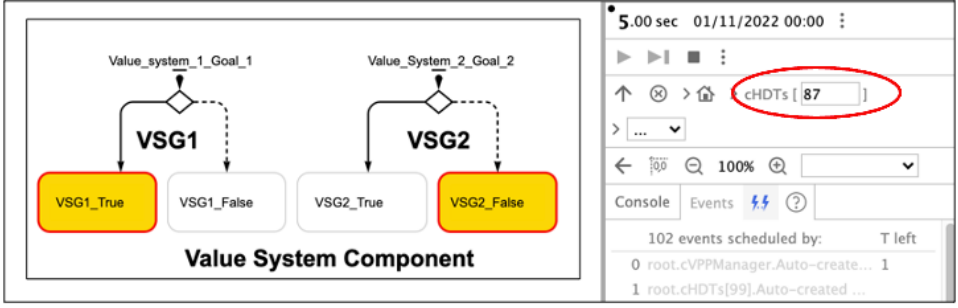 Value_system_1_Goal_1
Value_System_2_Goal_2
VSG1
VSG2
VSG1_True
VSG1_False
VSG2_True
VSG2_False
Value System Component
5.00 sec 01/11/2022 00:00
cHDTs [ 87 ]
...
100%
Console Events ?
102 events scheduled by: T left
0 root.cVPPManager.Auto-create... 1
1 root.cHDTs[99].Auto-created ...